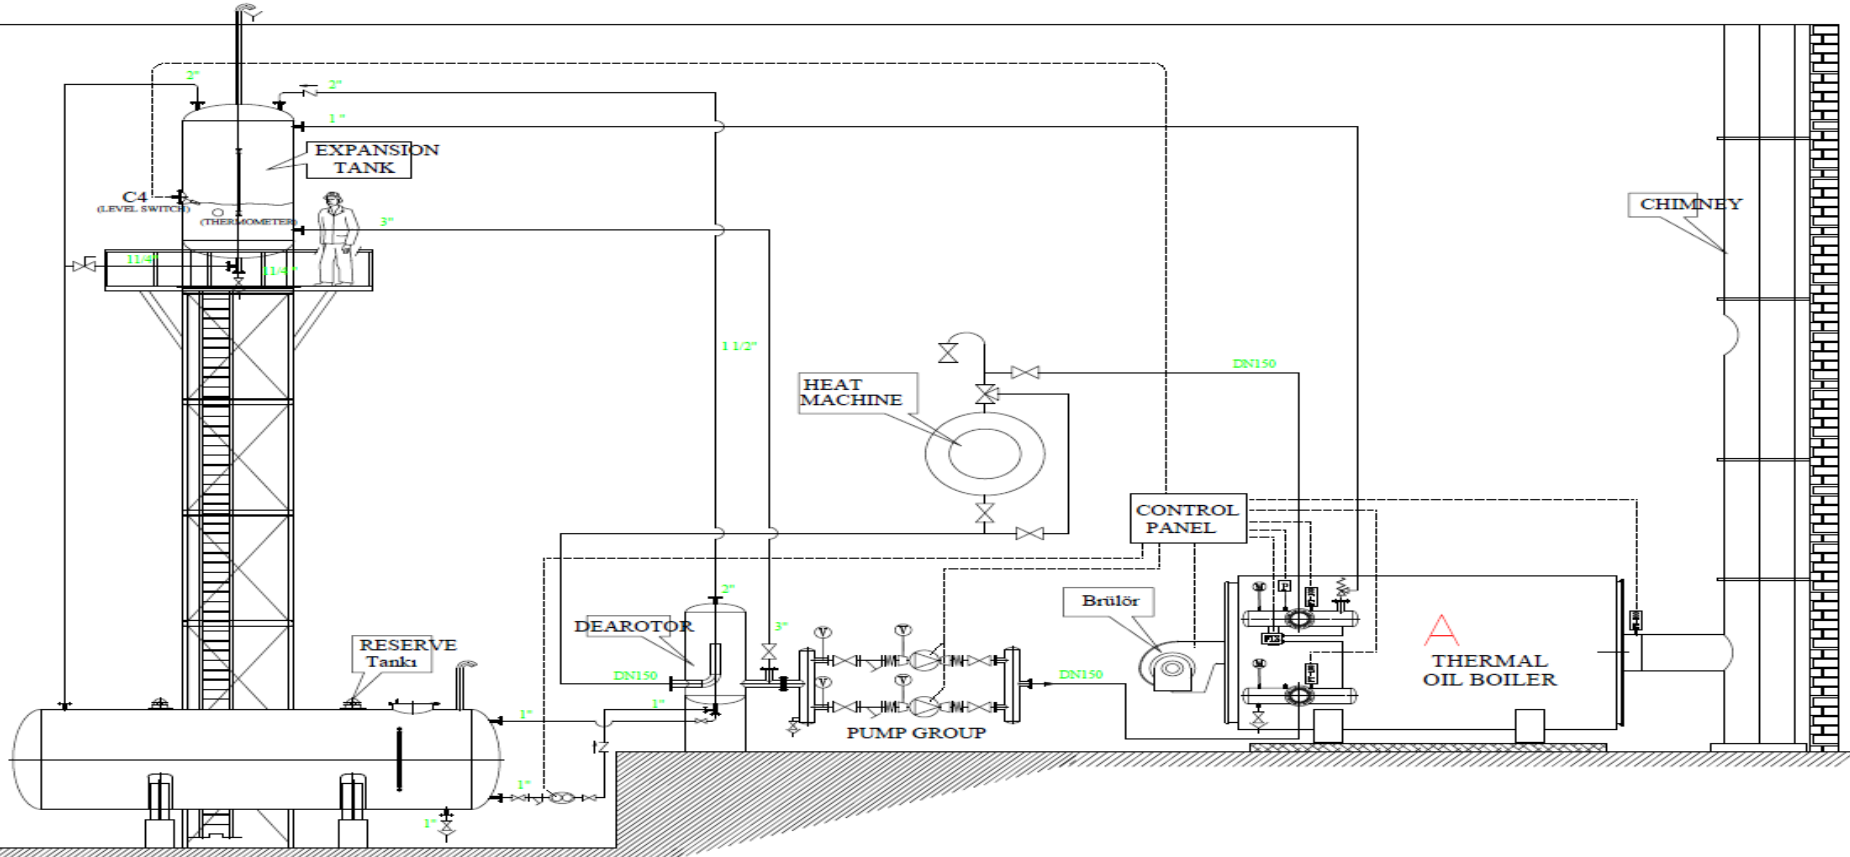 2"
2"
1 "
EXPANSION
TANK
C4
(LEVEL SWITCH)
(THERMOMETER)
3"
11/4"
11/4"
CHIMNEY
1 1/2"
DN150
HEAT
MACHINE
CONTROL
PANEL
2"
Brülör
DEAROTOR
3"
V
V
V
V
M
P
A
THERMAL
OIL BOILER
RESERVE
Tankı
DN150
DN150
M
1"
1"
PUMP GROUP
1"
1"